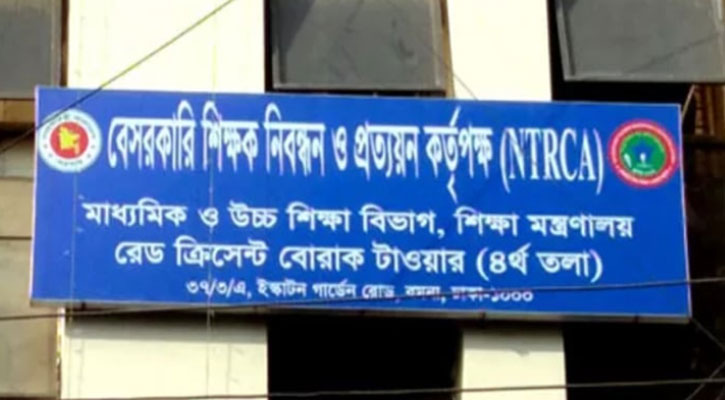 বেসরকারি শিক্ষক নিবন্ধন ও প্রত্যয়ন কর্তৃপক্ষ (NTRCA)
মাধ্যমিক ও উচ্চ শিক্ষা বিভাগ, শিক্ষা মন্ত্রণালয়
রেড ক্রিসেন্ট বোরাক টাওয়ার (৪র্থ তলা)
৩৭/৩/এ, ইস্কাটন গার্ডেন রোড, রমনা, ঢাকা-১০০০